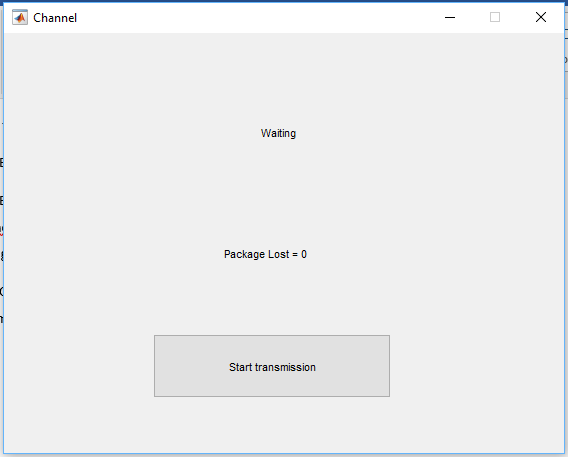 Channel
Waiting
Package Lost = 0
Start transmission